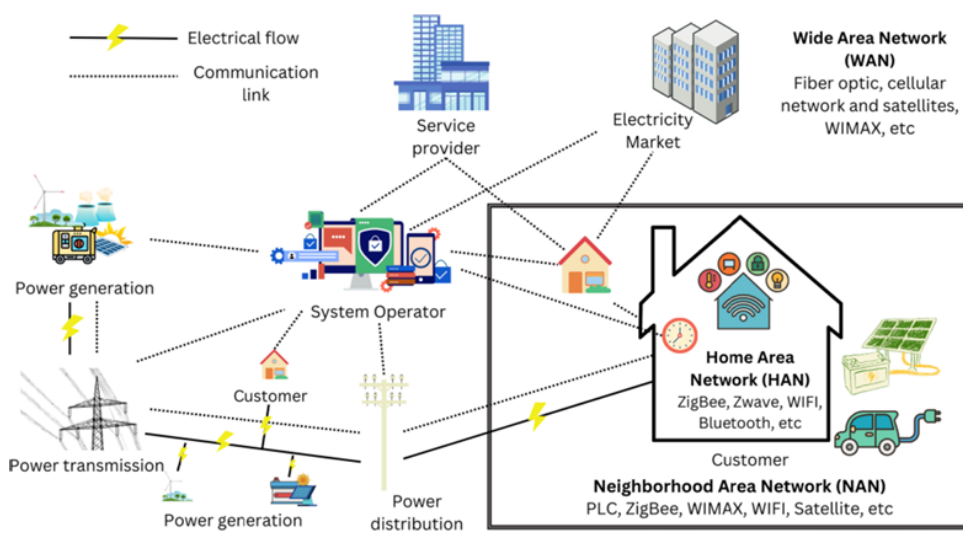 Electrical flow
Communication
link
Service
provider
Electricity
Market
Wide Area Network
(WAN)
Fiber optic, cellular
network and satellites,
WIMAX, etc
Power generation
System Operator
Customer
Power transmission
Power generation
Power
distribution
Home Area
Network (HAN)
ZigBee, Zwave, WIFI,
Bluetooth, etc
Customer
Neighborhood Area Network (NAN)
PLC, ZigBee, WIMAX, WIFI, Satellite, etc